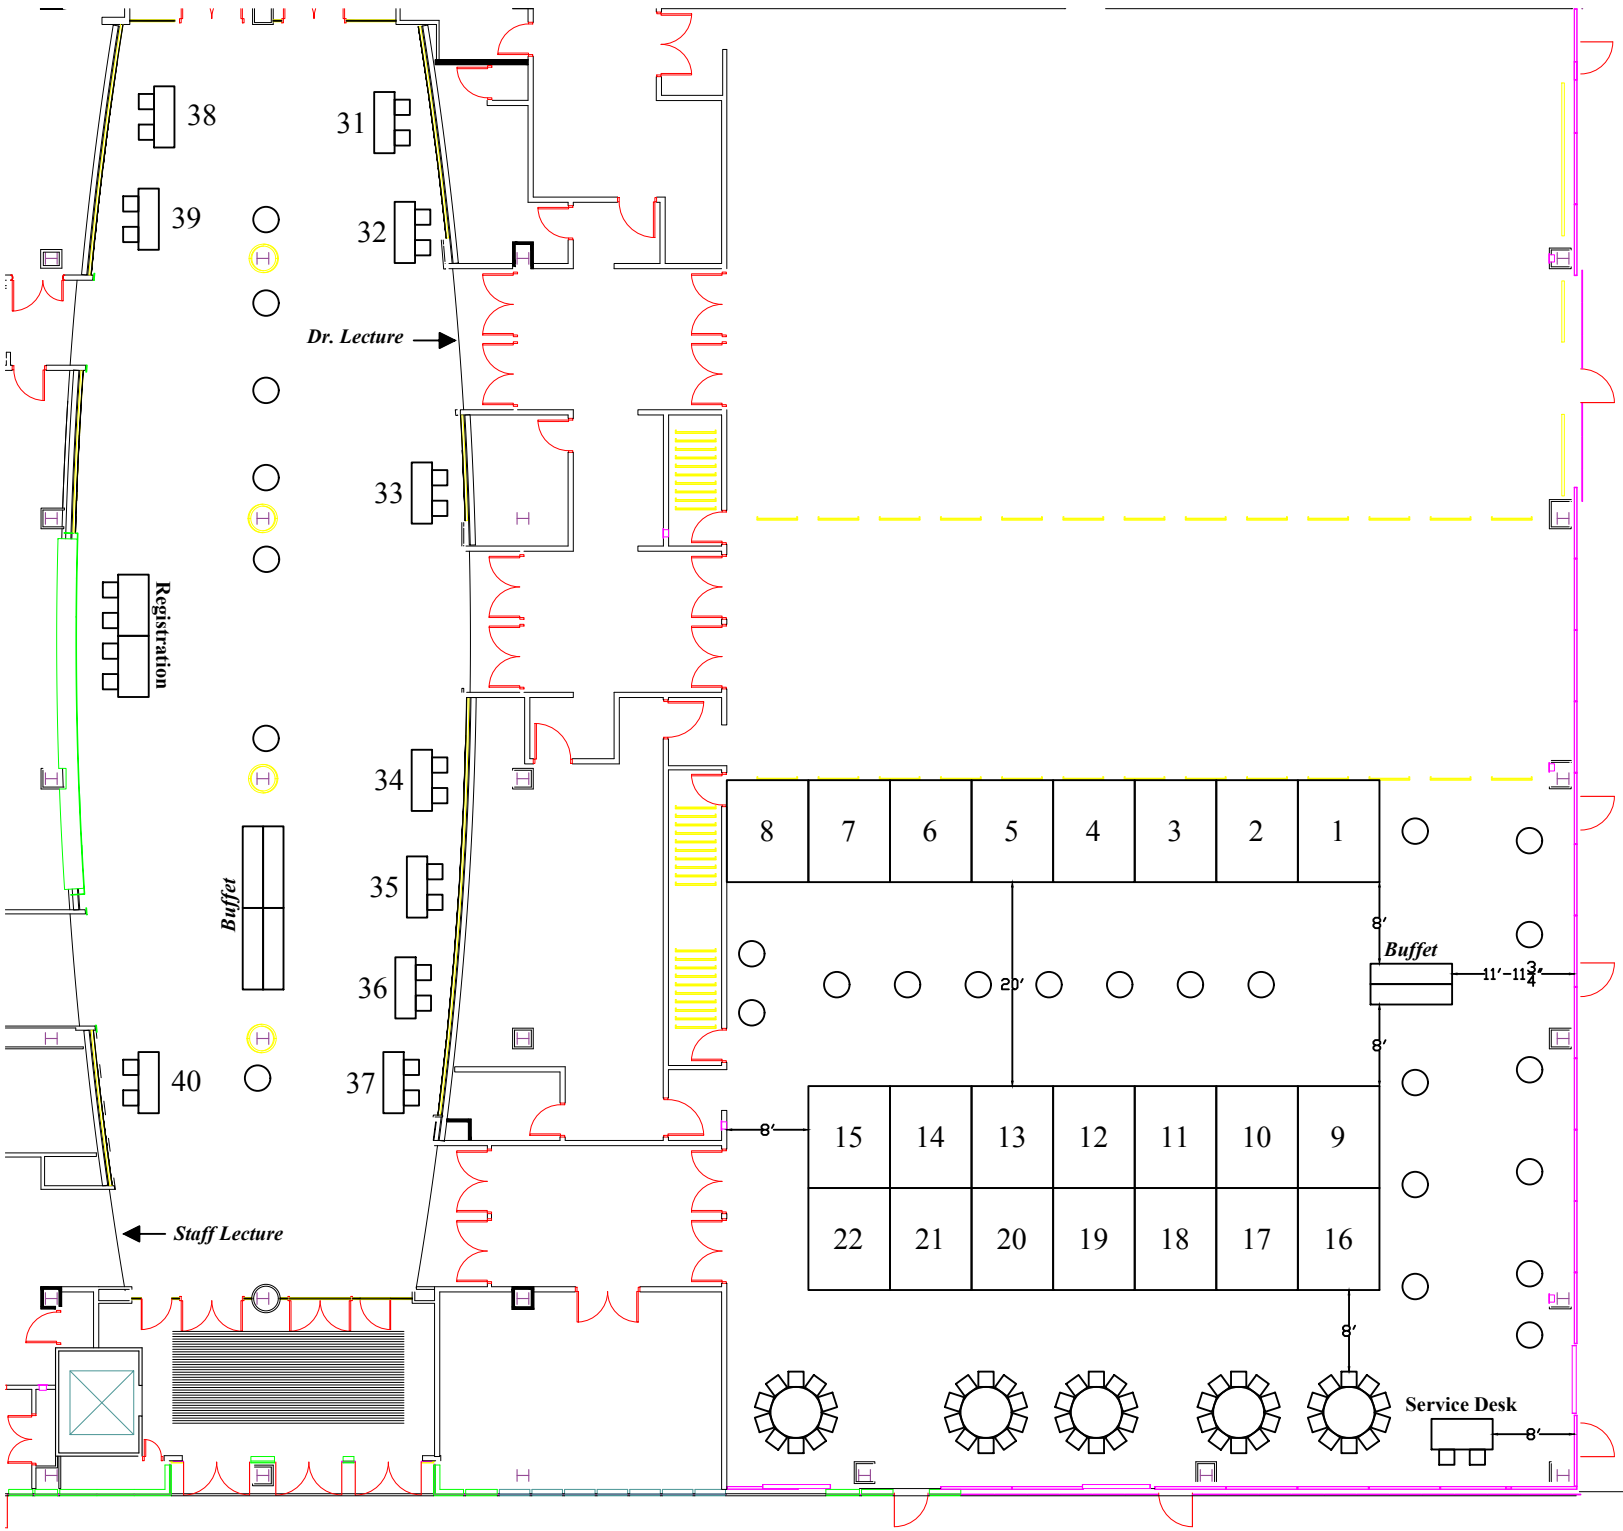 38
31
39
32
Dr. Lecture
33
Registration
34
8 7 6 5 4 3 2 1
35
Buffet
8'
Buffet
36
20'
11'-11 3/4"
8'
40
37
8'
15 14 13 12 11 10 9
Staff Lecture
22 21 20 19 18 17 16
8'
Service Desk
8'